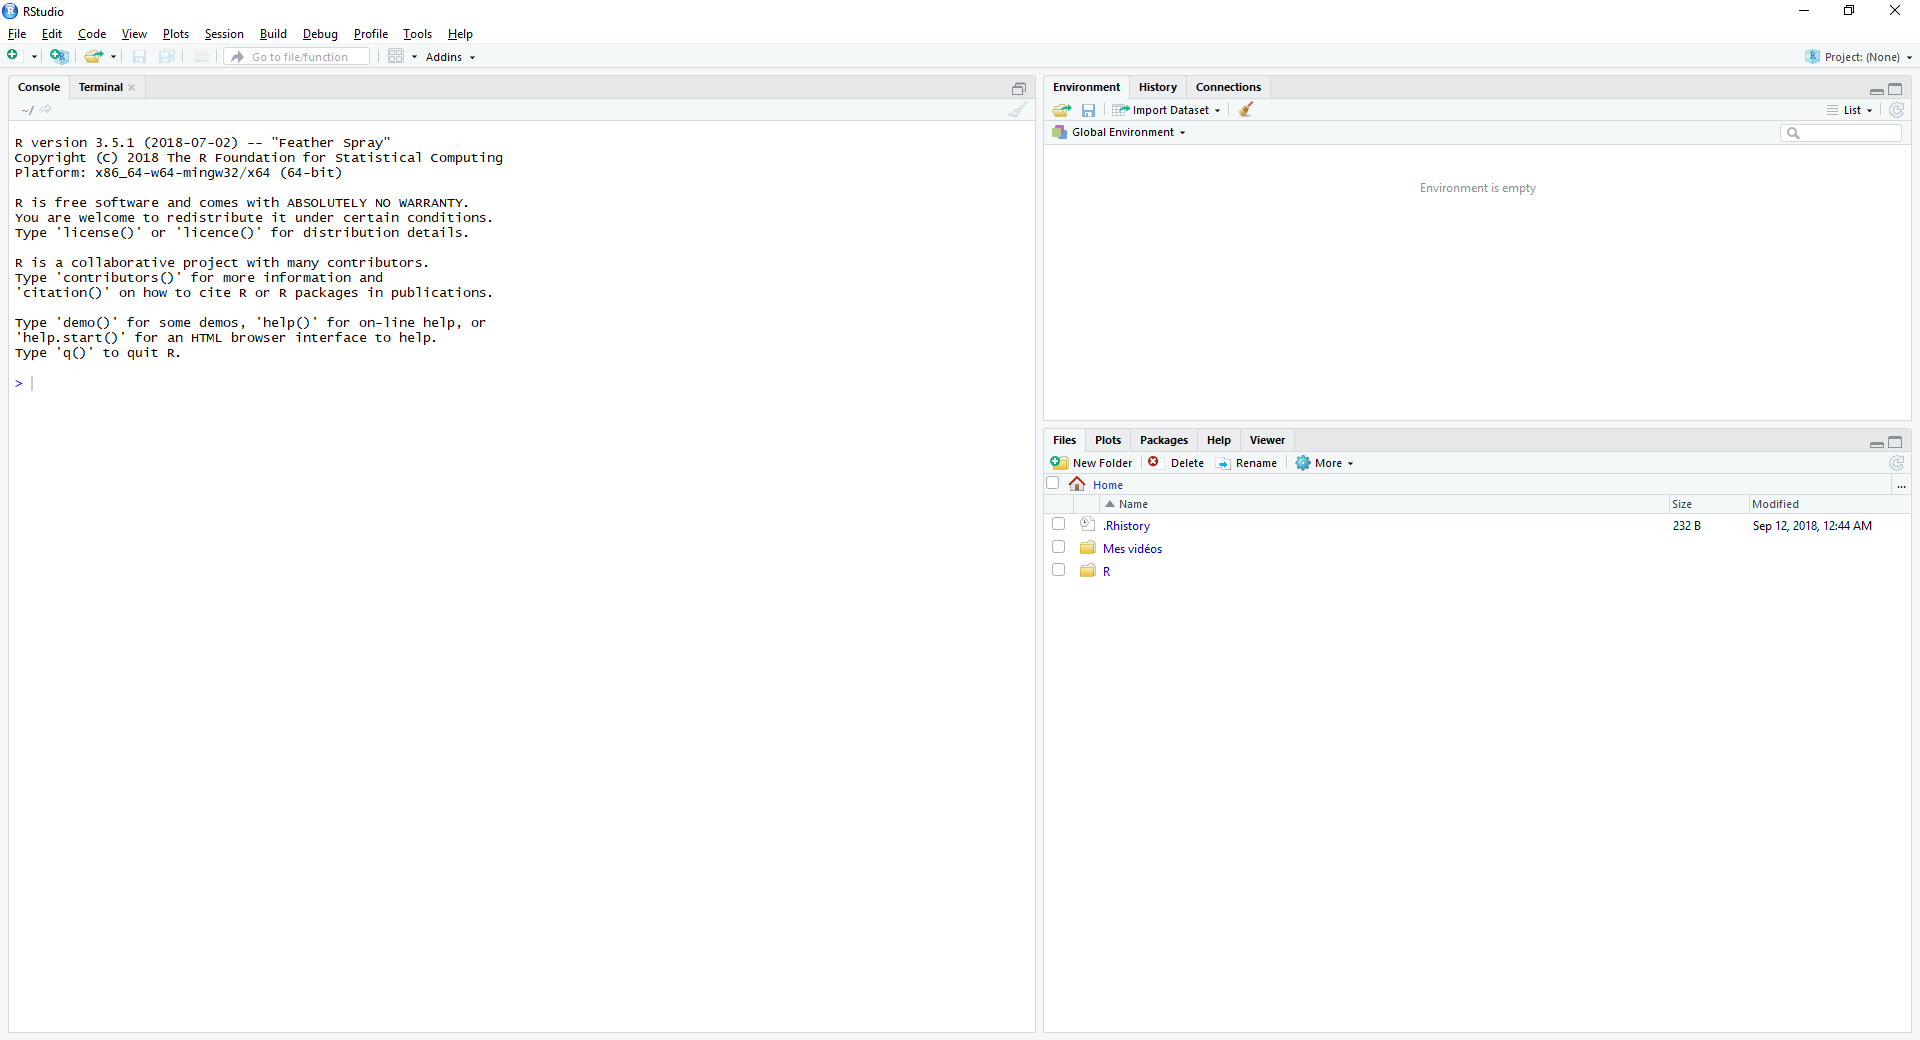 RStudio
File Edit Code View Plots Session Build Debug Profile Tools Help
Go to file/function Addins Project: (None)
Console Terminal
~/
R version 3.5.1 (2018-07-02) -- "Feather Spray"
Copyright (C) 2018 The R Foundation for Statistical Computing
Platform: x86_64-w64-mingw32/x64 (64-bit)
R is free software and comes with ABSOLUTELY NO WARRANTY.
You are welcome to redistribute it under certain conditions.
Type 'license()' or 'licence()' for distribution details.
R is a collaborative project with many contributors.
Type 'contributors()' for more information and
'citation()' on how to cite R or R packages in publications.
Type 'demo()' for some demos, 'help()' for on-line help, or
'help.start()' for an HTML browser interface to help.
Type 'q()' to quit R.
>
Environment History Connections
Import Dataset List
Global Environment
Environment is empty
Files Plots Packages Help Viewer
New Folder Delete Rename More
Home ...
Name Size Modified
.Rhistory 232 B Sep 12, 2018, 12:44 AM
Mes vidéos
R